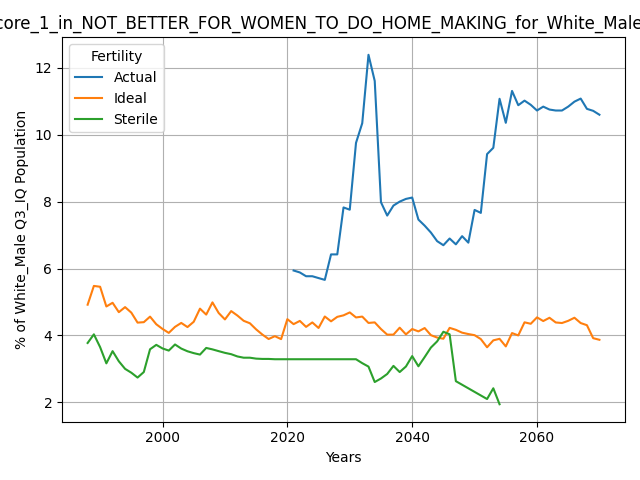 core_1_in_NOT_BETTER_FOR_WOMEN_TO_DO_HOME_MAKING_for_White_Male
Fertility
Actual
Ideal
Sterile
% of White_Male Q3_IQ Population
12
10
8
6
4
2
2000 2020 2040 2060
Years